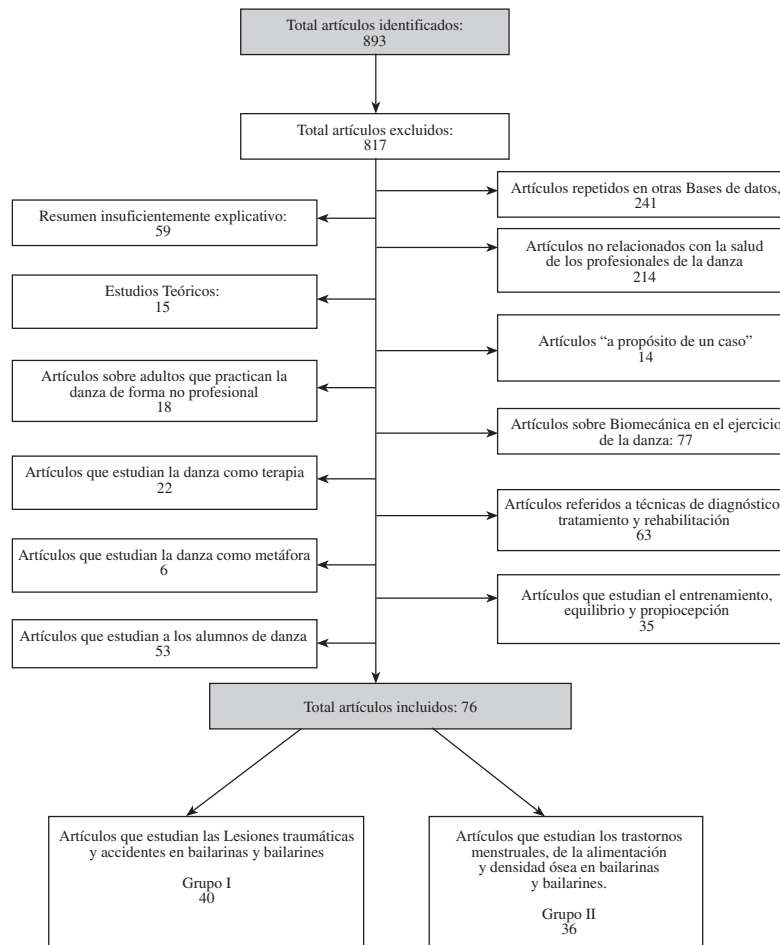 Total artículos identificados:
893
Total artículos excluidos:
817
Artículos repetidos en otras Bases de datos,
241
Resumen insuficientemente explicativo:
59
Artículos no relacionados con la salud
de los profesionales de la danza
214
Estudios Teóricos:
15
Artículos “a propósito de un caso”
14
Artículos sobre adultos que practican la
danza de forma no profesional
18
Artículos sobre Biomecánica en el ejercicio
de la danza: 77
Artículos que estudian la danza como terapia
22
Artículos referidos a técnicas de diagnóstico
tratamiento y rehabilitación
63
Artículos que estudian la danza como metáfora
6
Artículos que estudian el entrenamiento,
equilibrio y propiocepción
35
Artículos que estudian a los alumnos de danza
53
Total artículos incluidos: 76
Artículos que estudian las Lesiones traumáticas
y accidentes en bailarinas y bailarines
Grupo I
40
Artículos que estudian los trastornos
menstruales, de la alimentación
y densidad ósea en bailarinas
y bailarines.
Grupo II
36